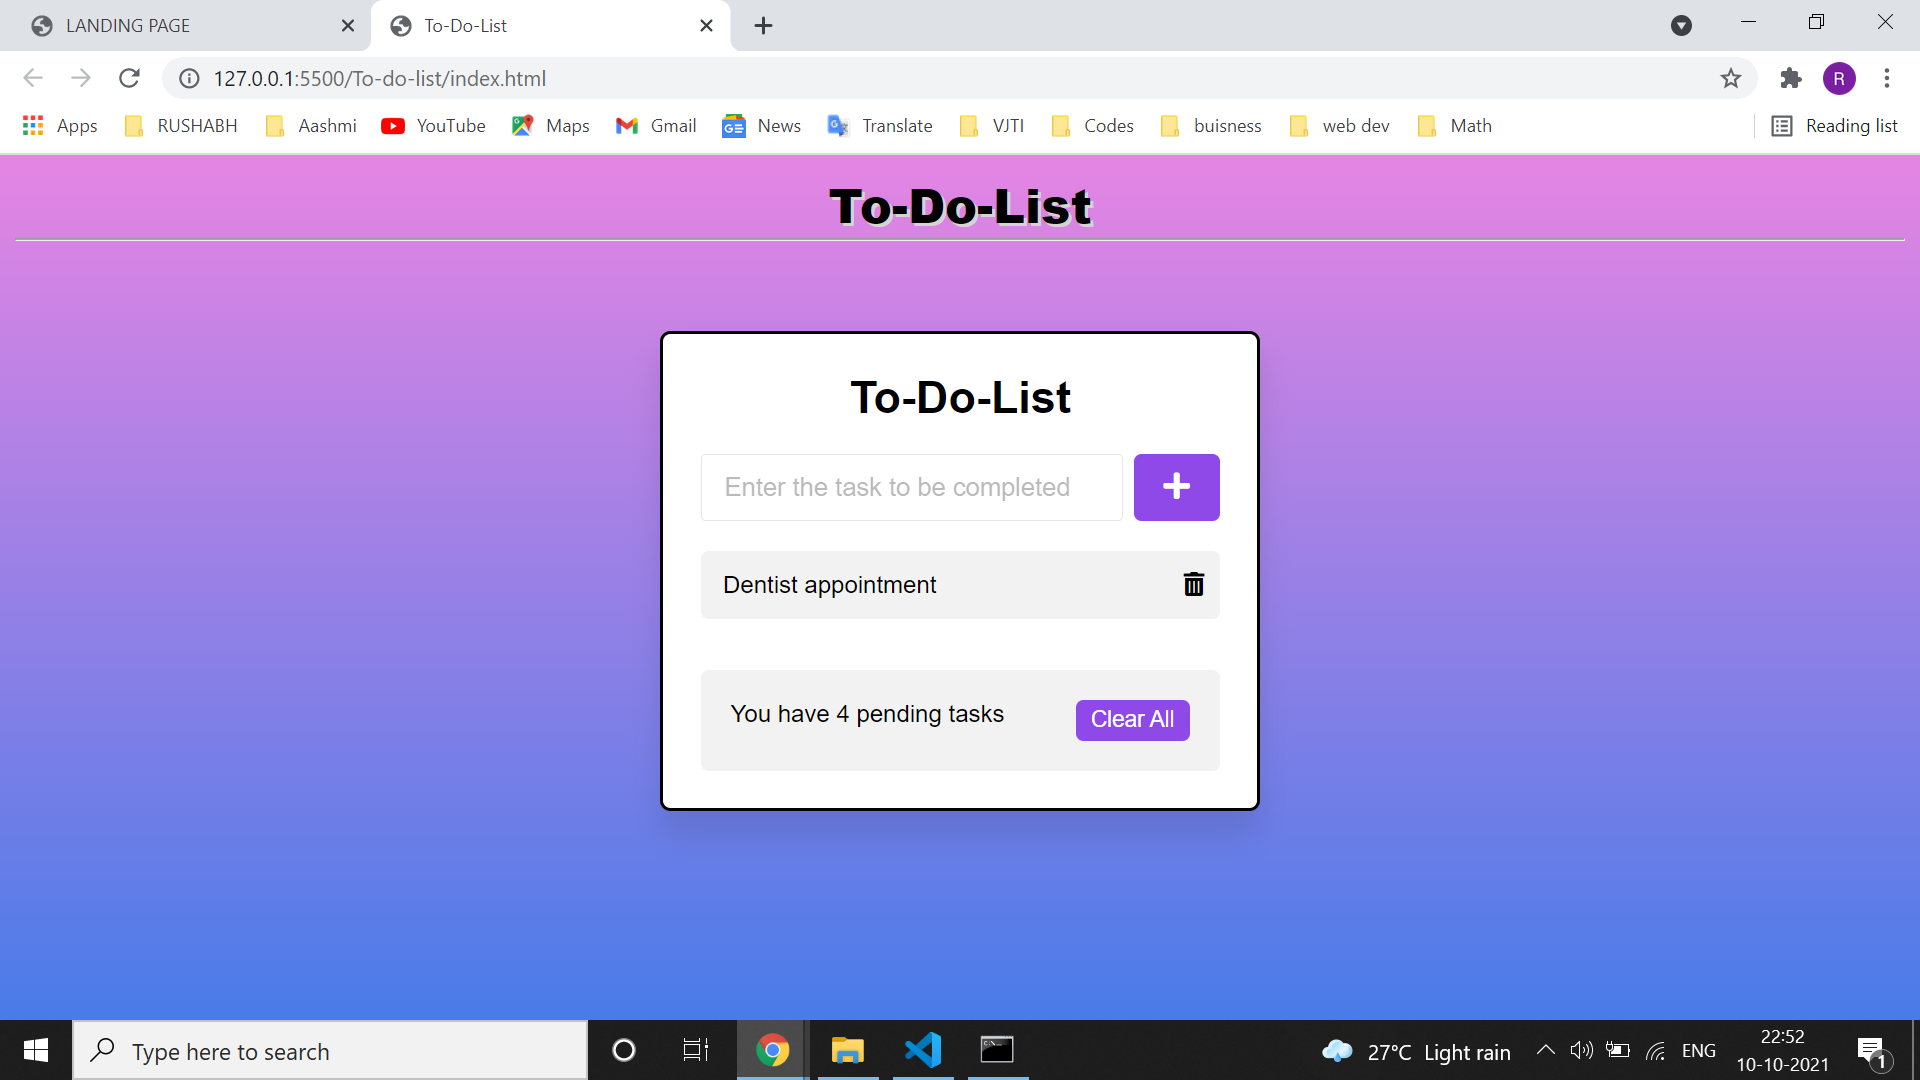 LANDING PAGE
To-Do-List
127.0.0.1:5500/To-do-list/index.html
R
Apps RUSHABH Aashmi YouTube Maps Gmail News Translate VJTI Codes buisness web dev Math Reading list
To-Do-List
To-Do-List
Enter the task to be completed
Dentist appointment
You have 4 pending tasks Clear All
Type here to search
27°C Light rain
ENG
22:52
10-10-2021
1